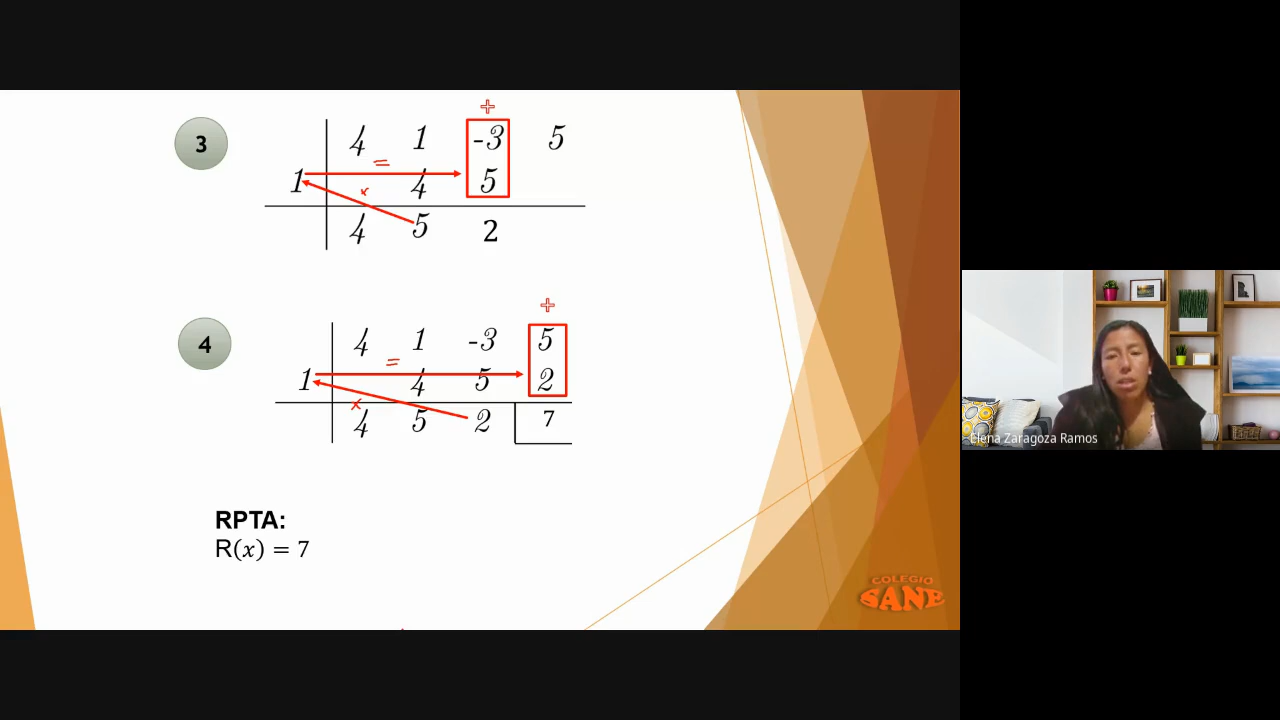 +
3
4 1 -3 5
=
1 4 5
x
4 5 2
+
4
4 1 -3 5
=
1 4 5 2
x
4 5 2 7
RPTA:
R(x) = 7
COLEGIO
SANE
Elena Zaragoza Ramos